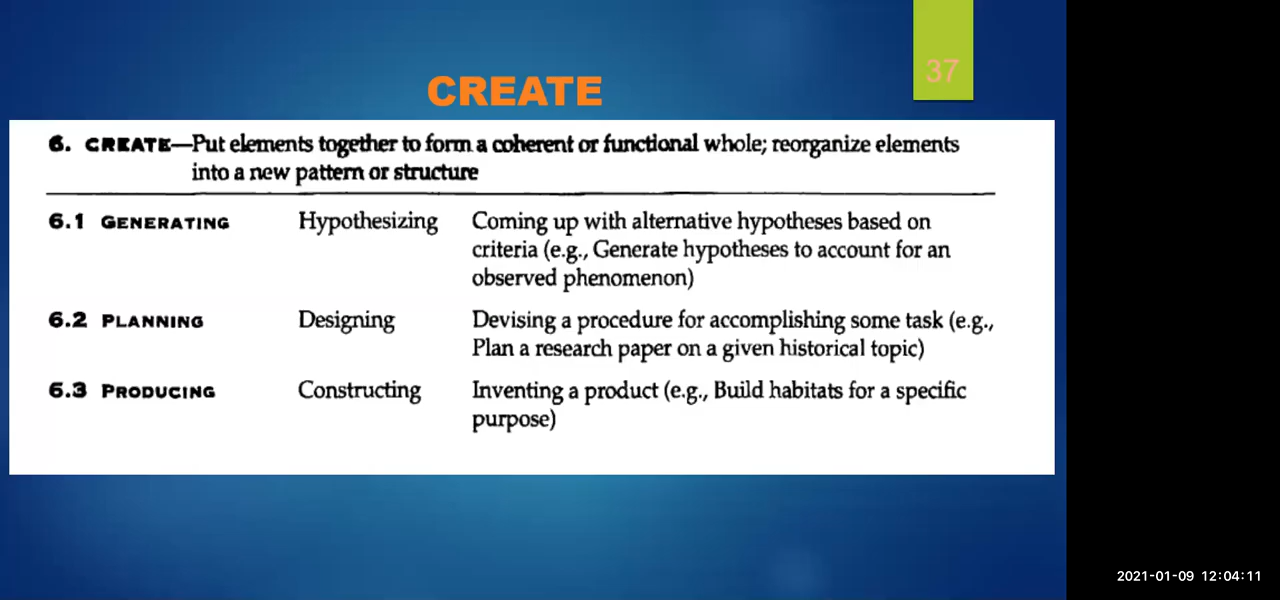 37
CREATE
6. CREATE—Put elements together to form a coherent or functional whole; reorganize elements
into a new pattern or structure
6.1 GENERATING Hypothesizing Coming up with alternative hypotheses based on
criteria (e.g., Generate hypotheses to account for an
observed phenomenon)
6.2 PLANNING Designing Devising a procedure for accomplishing some task (e.g.,
Plan a research paper on a given historical topic)
6.3 PRODUCING Constructing Inventing a product (e.g., Build habitats for a specific
purpose)
2021-01-09 12:04:11